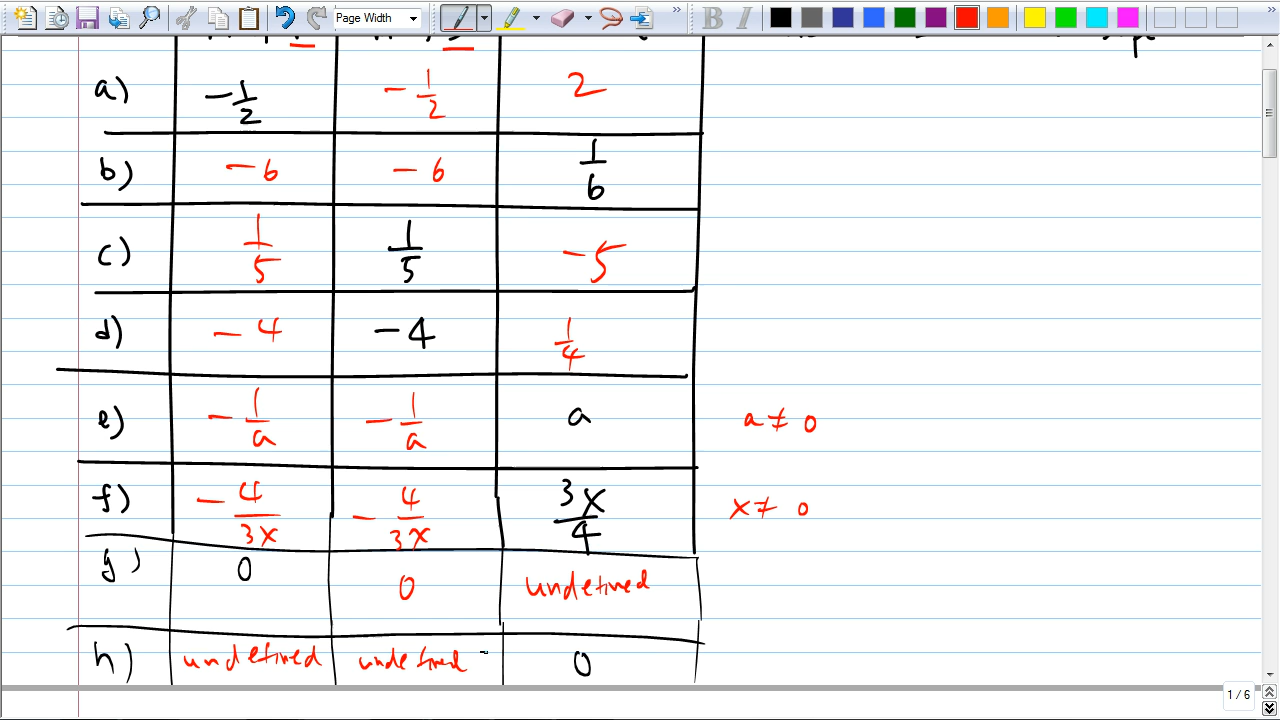 Page Width
B I
a) -1/2 -1/2 2
b) -6 -6 1/6
c) 1/5 1/5 -5
d) -4 -4 1/4
e) -1/a -1/a a a ≠ 0
f) -4/3x -4/3x 3x/4 x ≠ 0
g) 0 0 undefined
h) undefined undefined 0
1 / 6